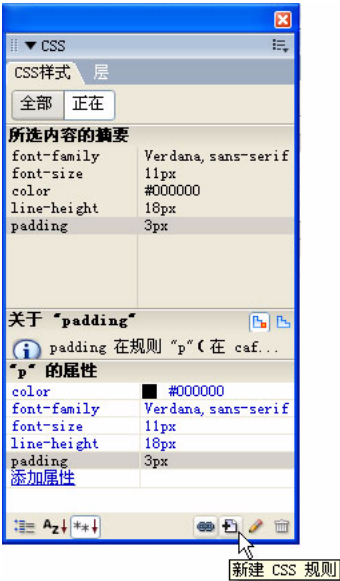 CSS
CSS样式 层
全部 正在
所选内容的摘要
font-family Verdana, sans-serif
font-size 11px
color #000000
line-height 18px
padding 3px
关于 "padding"
padding 在规则 "p"( 在 caf...
"p" 的属性
color #000000
font-family Verdana, sans-serif
font-size 11px
line-height 18px
padding 3px
添加属性
AZ **
新建 CSS 规则